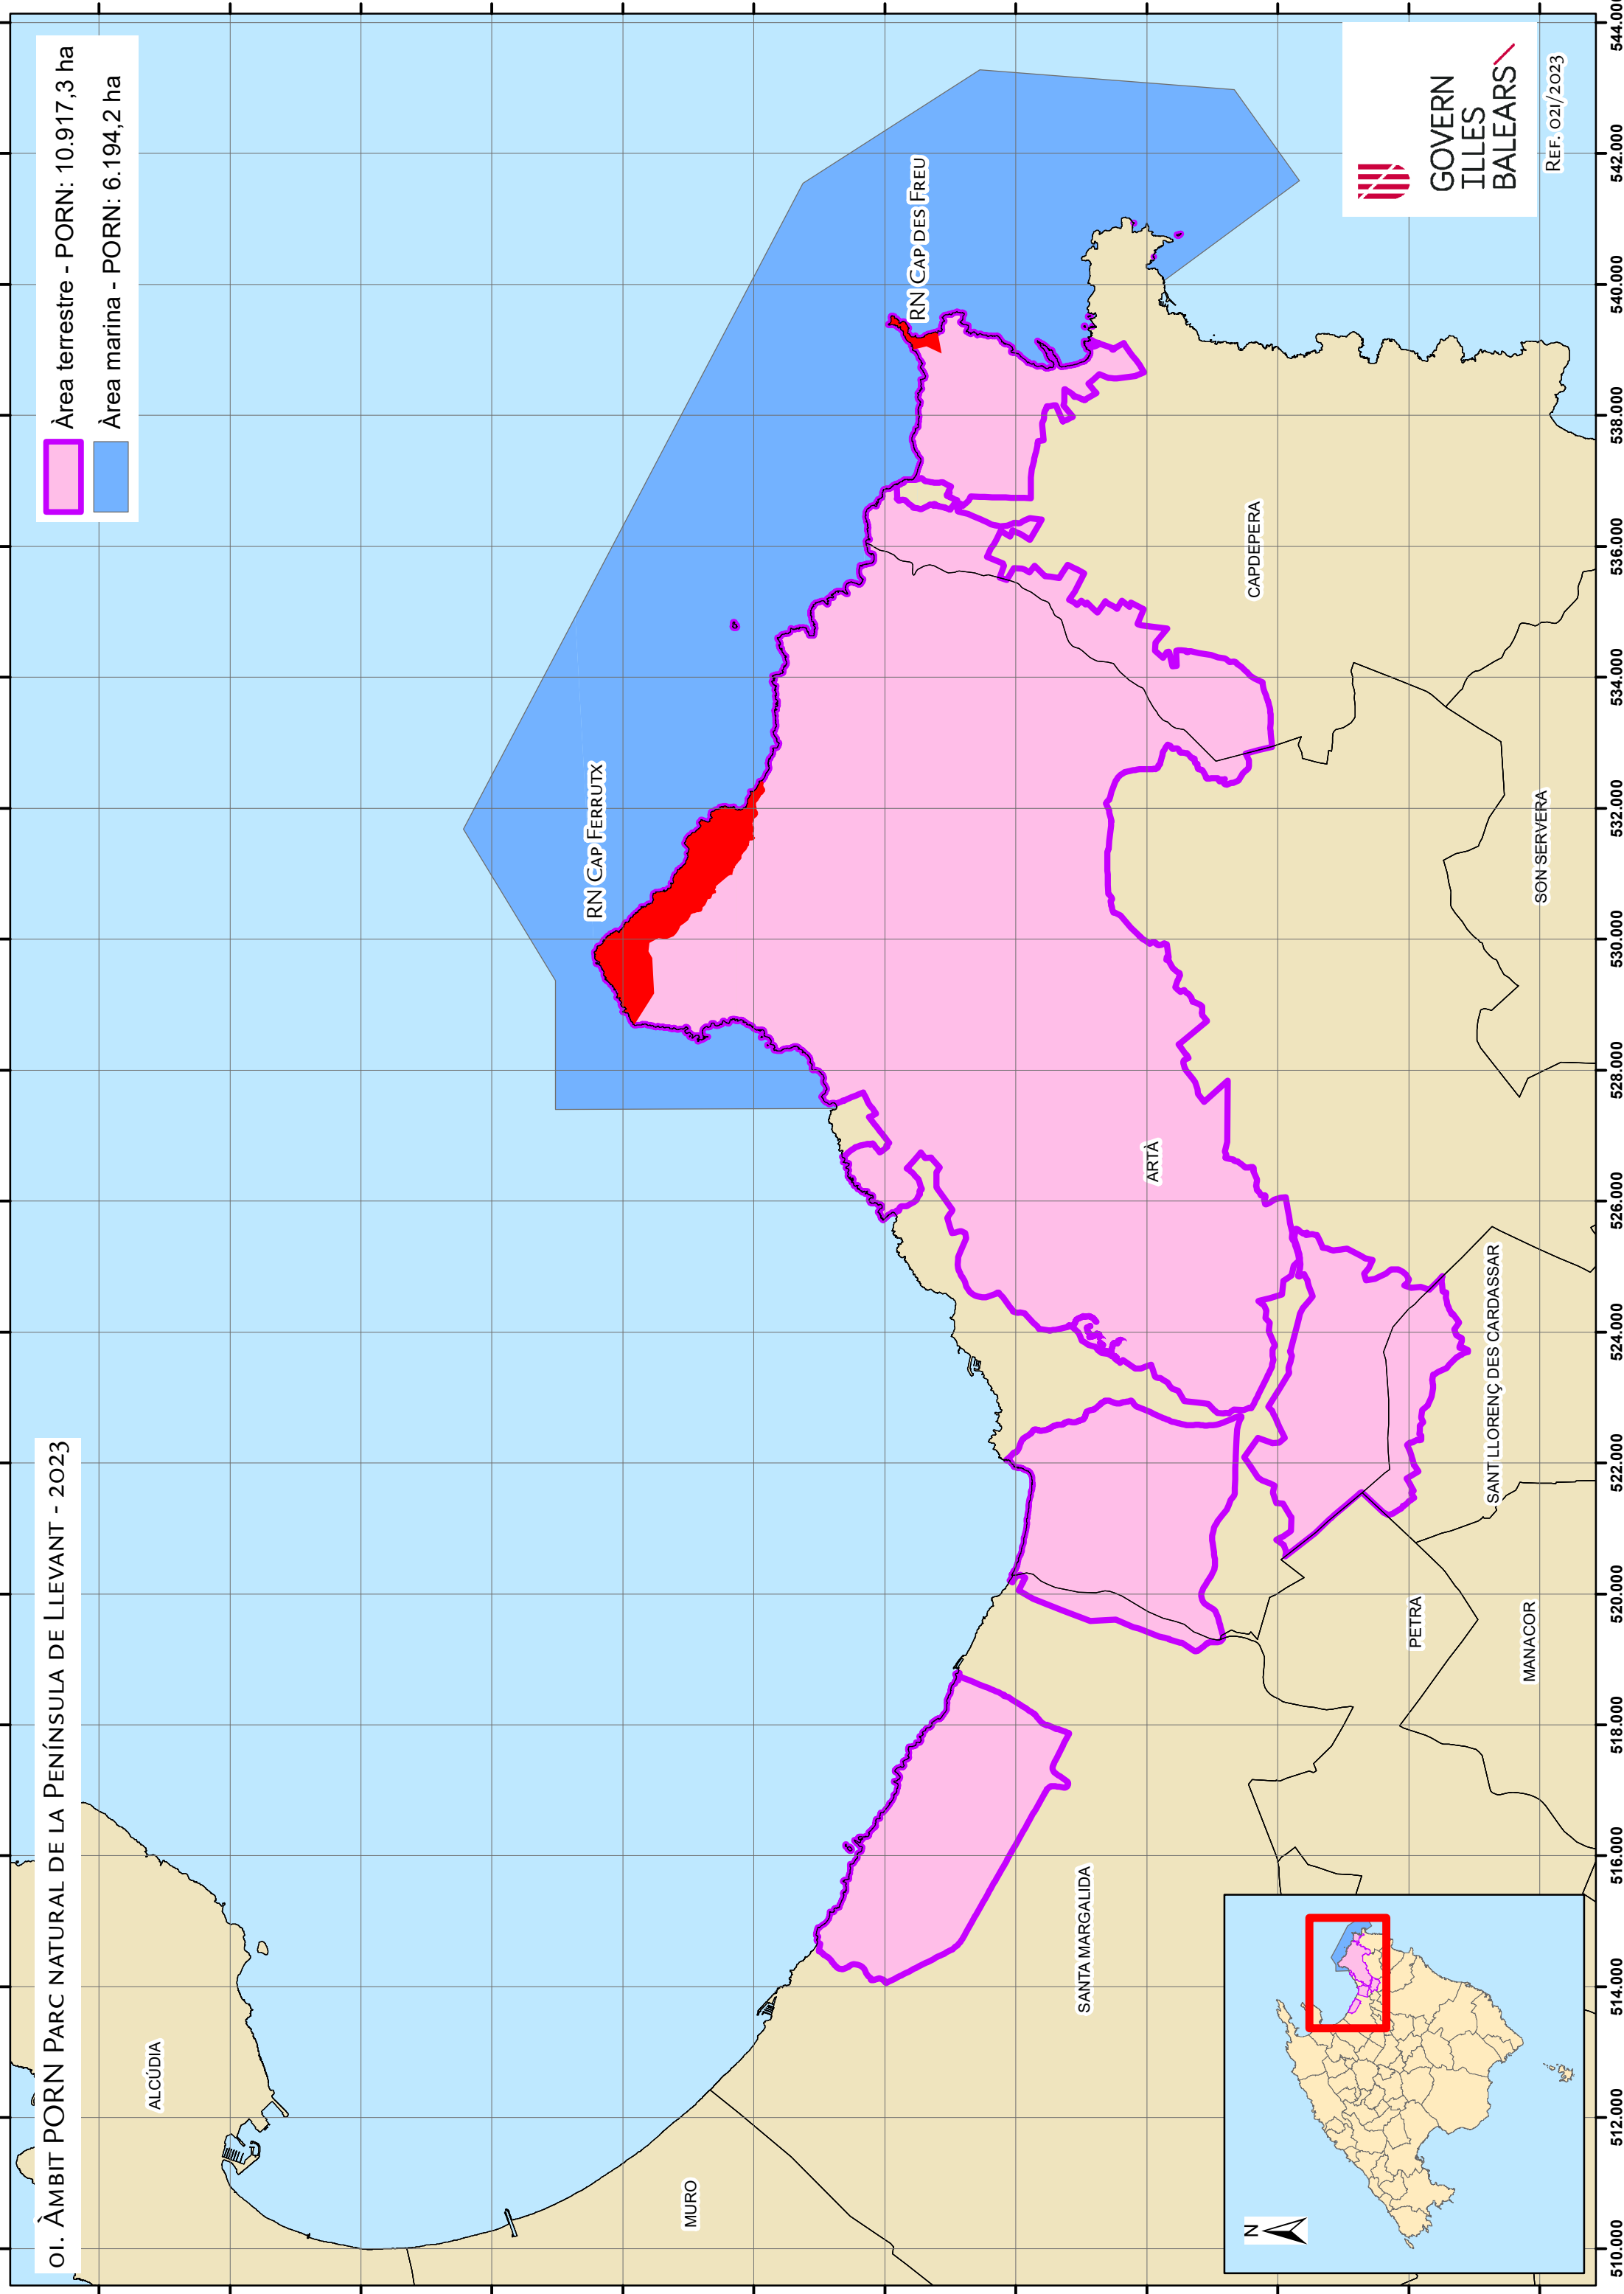 01. Àmbit PORN Parc natural de la Península de Llevant - 2023
Àrea terrestre - PORN: 10.917,3 ha
Àrea marina - PORN: 6.194,2 ha
ALCÚDIA
MURO
SANTA MARGALIDA
RN Cap Ferrutx
RN Cap des Freu
ARTÀ
CAPDEPERA
PETRA
MANACOR
SANT LLORENÇ DES CARDASSAR
SON SERVERA
N
GOVERN
ILLES
BALEARS
Ref. 021/2023
510.000
512.000
514.000
516.000
518.000
520.000
522.000
524.000
526.000
528.000
530.000
532.000
534.000
536.000
538.000
540.000
542.000
544.000